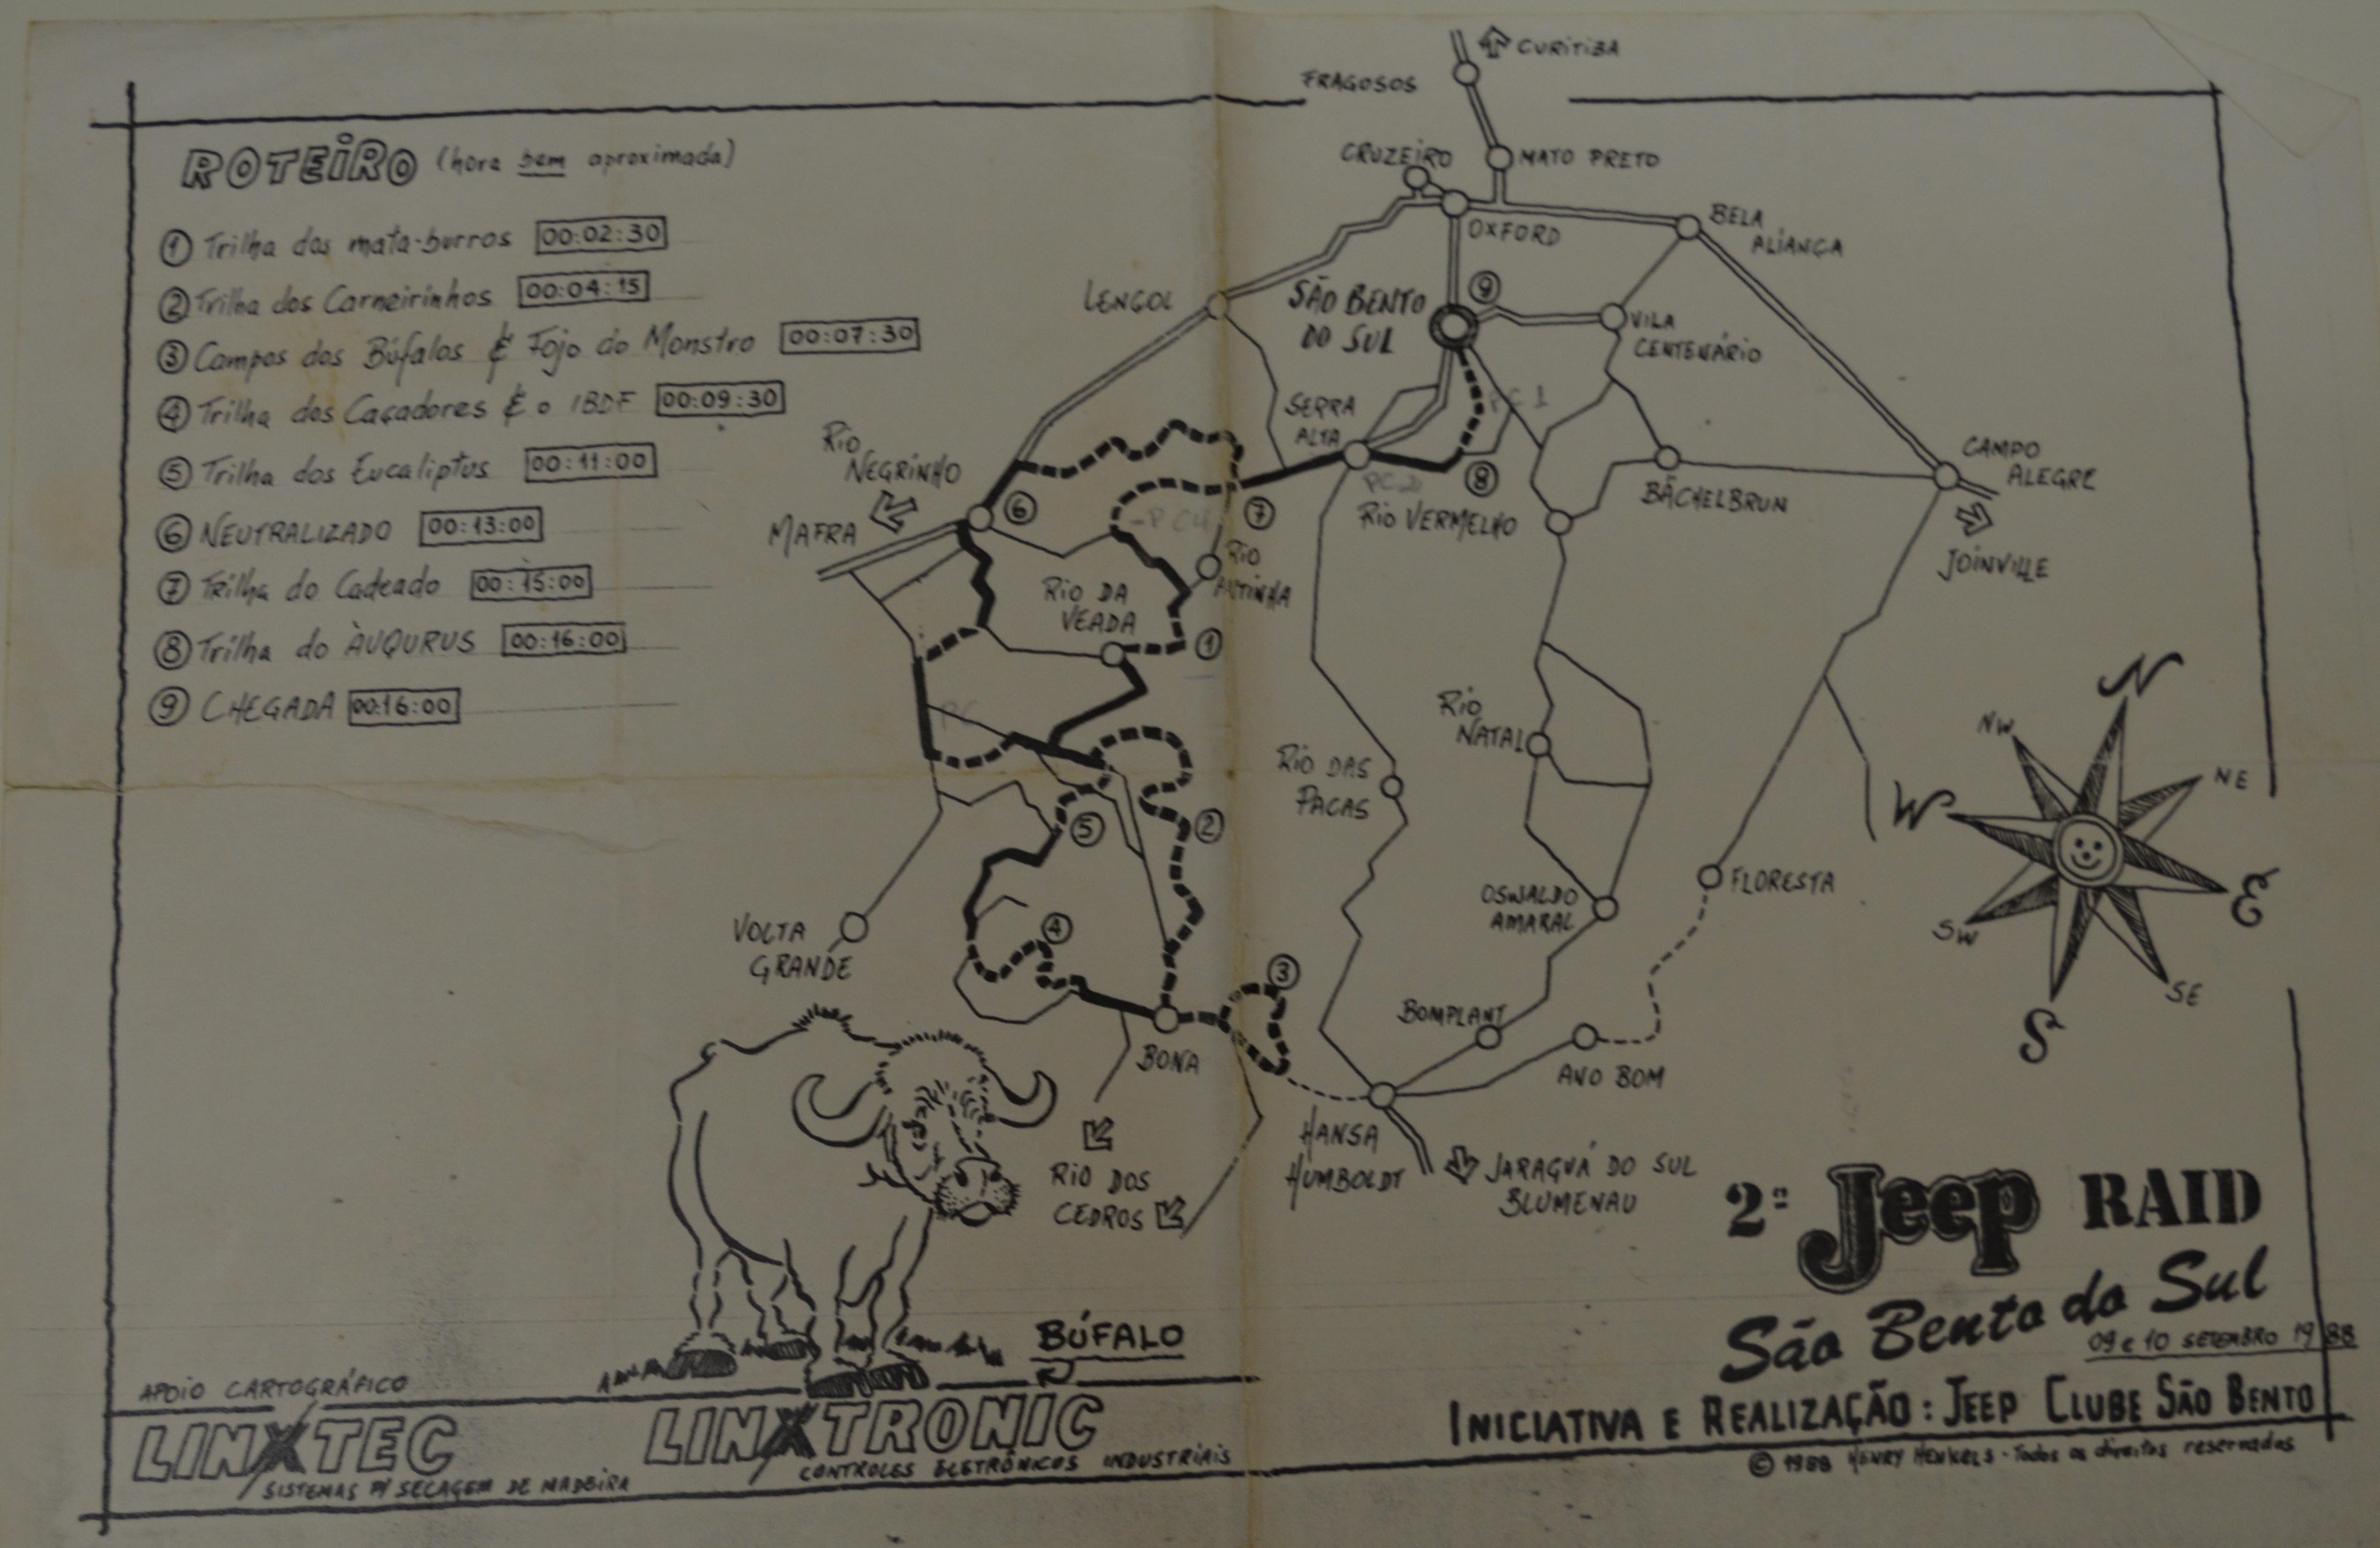 ROTEIRO (hora bem aproximada)
1 Trilha dos mata-burros 00:02:30
2 Trilha dos Carneirinhos 00:04:15
3 Campos dos Búfalos & Fojo do Monstro 00:07:30
4 Trilha dos Caçadores & o IBDF 00:09:30
5 Trilha dos Eucaliptus 00:11:00
6 NEUTRALIZADO 00:13:00
7 Trilha do Cadeado 00:15:00
8 Trilha do ÀUQURUS 00:16:00
9 CHEGADA 00:16:00
CURITIBA
FRAGOSOS
CRUZEIRO
MATO PRETO
OXFORD
BELA
ALIANÇA
LENÇOL
SÃO BENTO
DO SUL
9
VILA
CENTENÁRIO
SERRA
ALTA
PC 1
RIO
NEGRINHO
MAFRA
6
7
8
RIO VERMELHO
BÄCHELBRUN
CAMPO
ALEGRE
JOINVILLE
RIO DA
VEADA
1
RIO
PC
RIO
NATAL
RIO DAS
PACAS
5
2
VOLTA
GRANDE
4
3
OSWALDO
AMARAL
FLORESTA
BOMPLANT
ANO BOM
BONA
HANSA
HUMBOLDT
JARAGUÁ DO SUL
BLUMENAU
RIO DOS
CEDROS
N
NW
NE
W
E
SW
SE
S
BÚFALO
2º Jeep RAID
São Bento do Sul
09 e 10 SETEMBRO 1988
INICIATIVA E REALIZAÇÃO: JEEP CLUBE SÃO BENTO
© 1988 HENRY HENKELS - Todos os direitos reservados
APOIO CARTOGRÁFICO
LINXTEC
SISTEMAS P/ SECAGEM DE MADEIRA
LINXTRONIC
CONTROLES ELETRÔNICOS INDUSTRIAIS